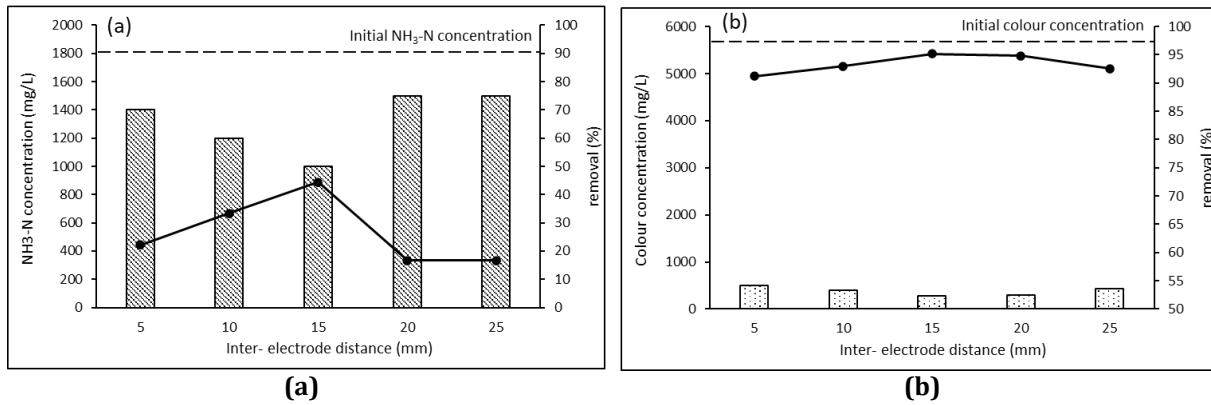 (a)
Initial NH₃-N concentration
NH3-N concentration (mg/L)
2000
1800
1600
1400
1200
1000
800
600
400
200
0
100
90
80
70
60
50
40
30
20
10
0
removal (%)
5 10 15 20 25
Inter- electrode distance (mm)
(a)
(b)
Initial colour concentration
Colour concentration (mg/L)
6000
5000
4000
3000
2000
1000
0
100
95
90
85
80
75
70
65
60
55
50
removal (%)
5 10 15 20 25
Inter- electrode distance (mm)
(b)